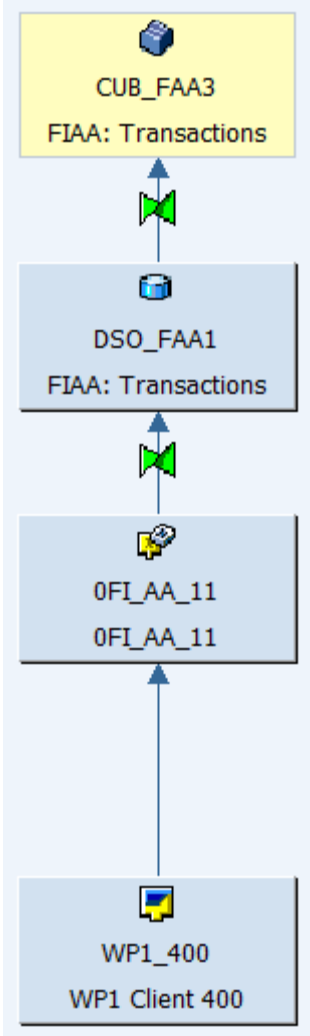 CUB_FAA3
FIAA: Transactions
DSO_FAA1
FIAA: Transactions
0FI_AA_11
0FI_AA_11
WP1_400
WP1 Client 400